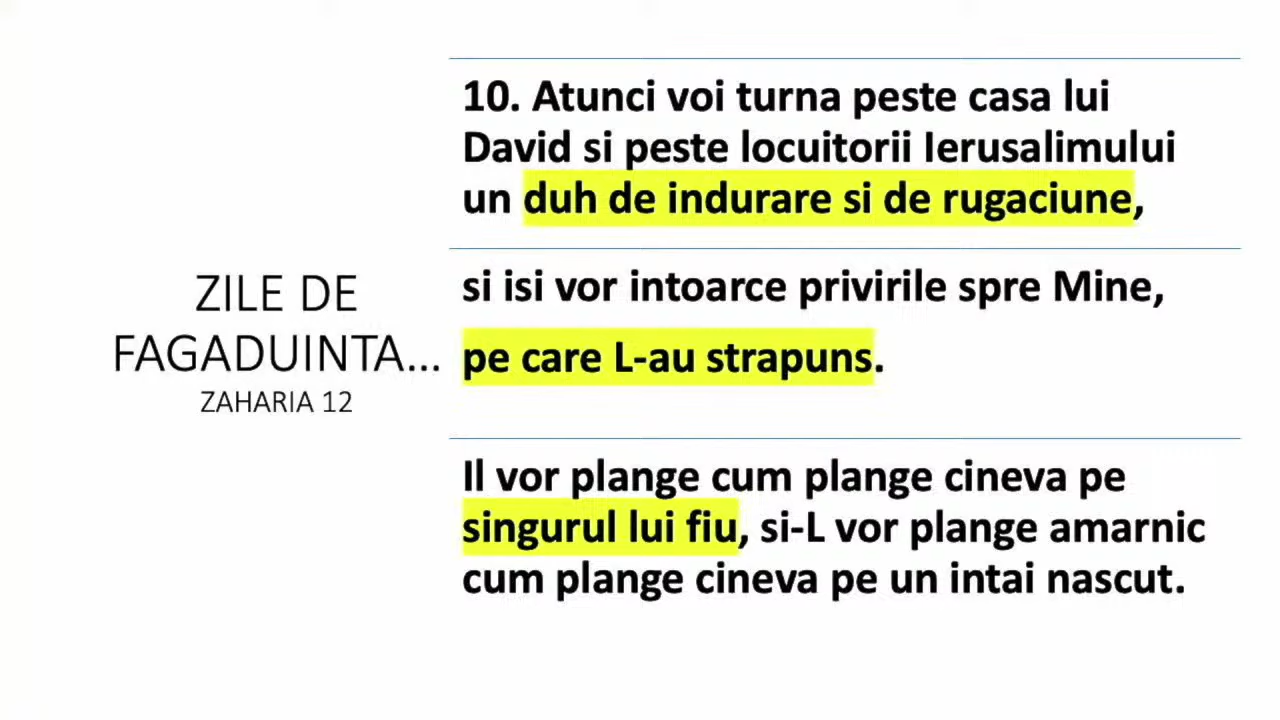 ZILE DE
FAGADUINTA...
ZAHARIA 12
10. Atunci voi turna peste casa lui
David si peste locuitorii Ierusalimului
un duh de indurare si de rugaciune,
si isi vor intoarce privirile spre Mine,
pe care L-au strapuns.
Il vor plange cum plange cineva pe
singurul lui fiu, si-L vor plange amarnic
cum plange cineva pe un intai nascut.